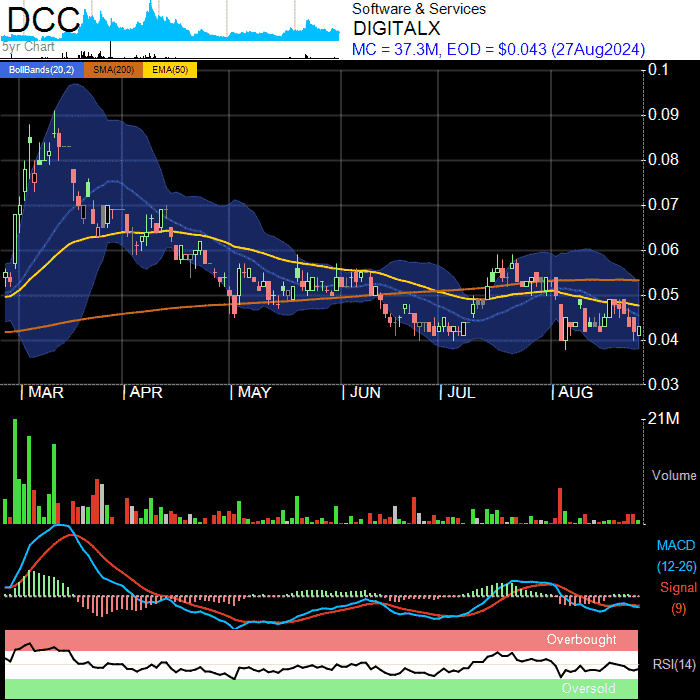 DCC
5yr Chart
Software & Services
DIGITALX
MC = 37.3M, EOD = $0.043 (27Aug2024)
BollBands(20,2) SMA(200) EMA(50)
0.1
0.09
0.08
0.07
0.06
0.05
0.04
0.03
MAR APR MAY JUN JUL AUG
21M
Volume
MACD
(12-26)
Signal
(9)
Overbought
RSI(14)
Oversold